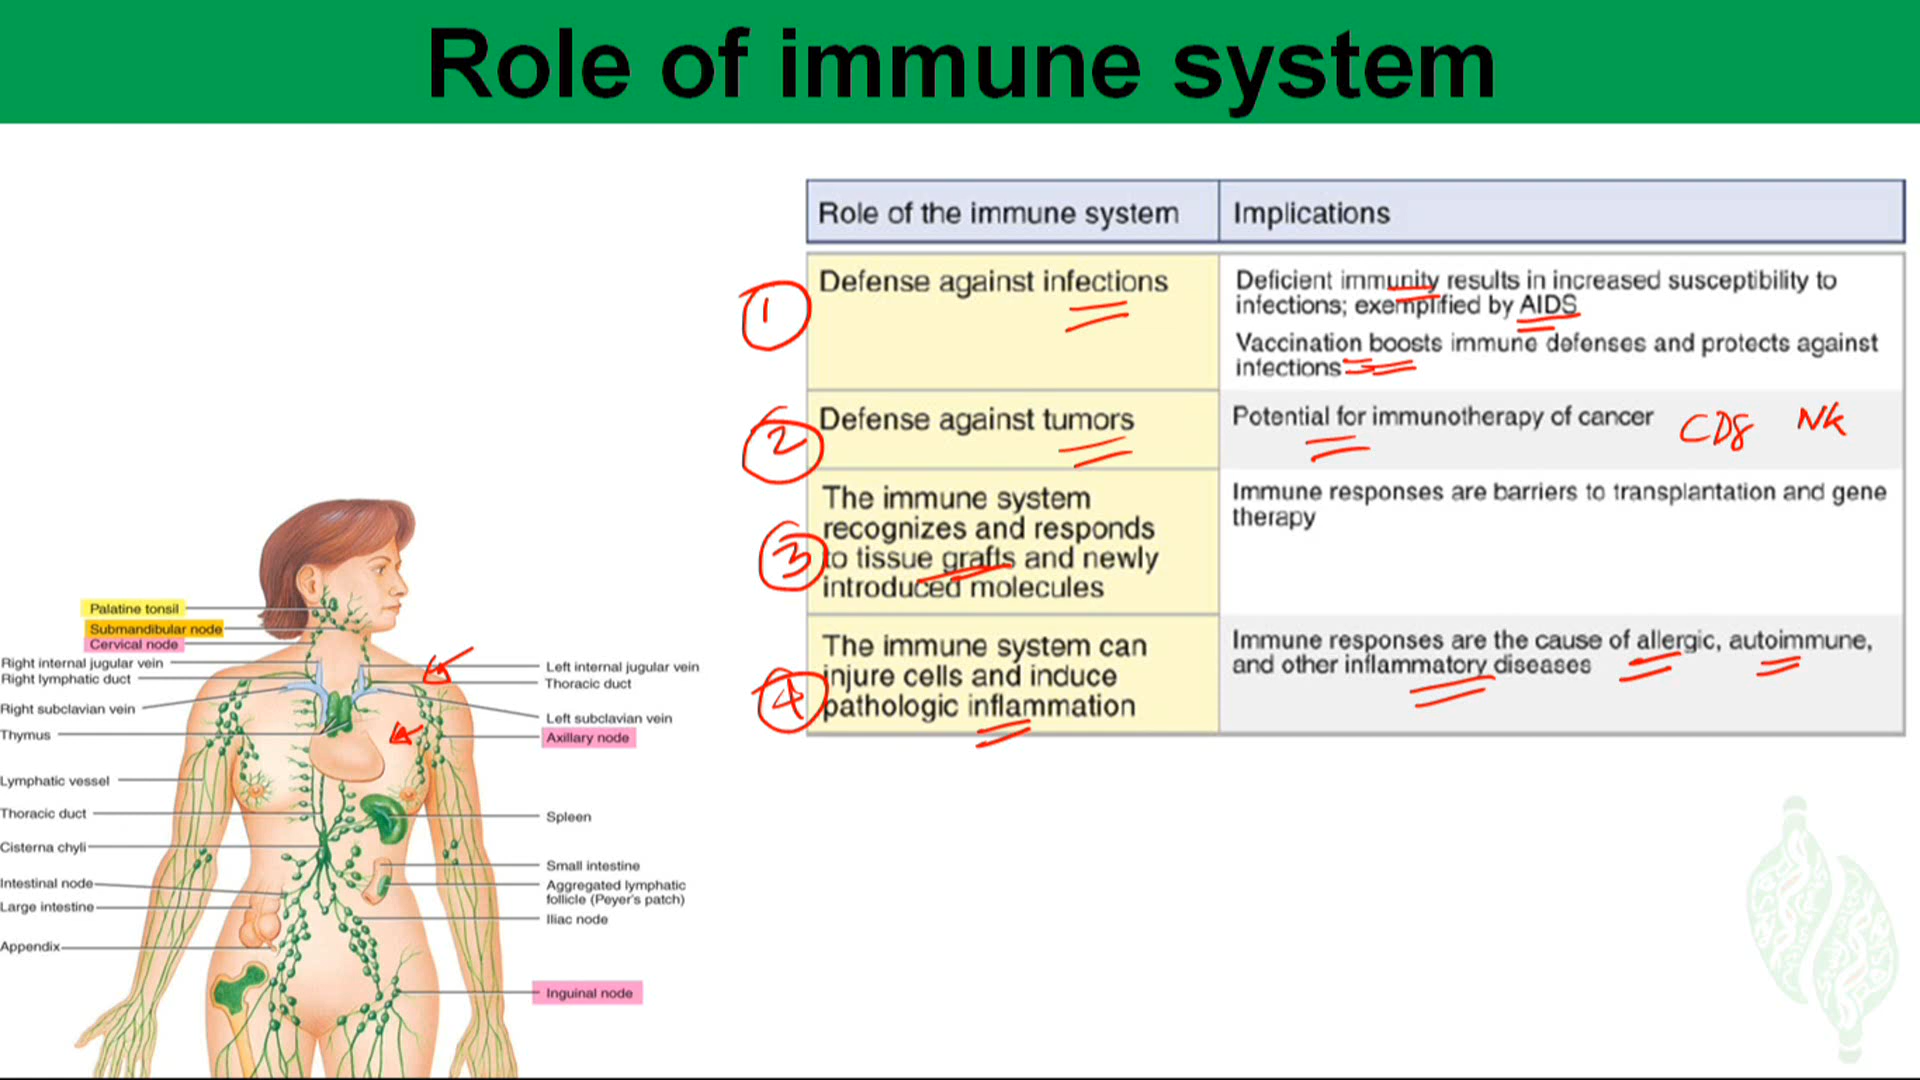 Role of immune system
Role of the immune system
Implications
1
Defense against infections
Deficient immunity results in increased susceptibility to
infections; exemplified by AIDS
Vaccination boosts immune defenses and protects against
infections
2
Defense against tumors
Potential for immunotherapy of cancer
CD8
NK
3
The immune system
recognizes and responds
to tissue grafts and newly
introduced molecules
Immune responses are barriers to transplantation and gene
therapy
4
The immune system can
injure cells and induce
pathologic inflammation
Immune responses are the cause of allergic, autoimmune,
and other inflammatory diseases
Palatine tonsil
Submandibular node
Cervical node
Right internal jugular vein
Right lymphatic duct
Right subclavian vein
Thymus
Lymphatic vessel
Thoracic duct
Cisterna chyli
Intestinal node
Large intestine
Appendix
Left internal jugular vein
Thoracic duct
Left subclavian vein
Axillary node
Spleen
Small intestine
Aggregated lymphatic
follicle (Peyer's patch)
Iliac node
Inguinal node